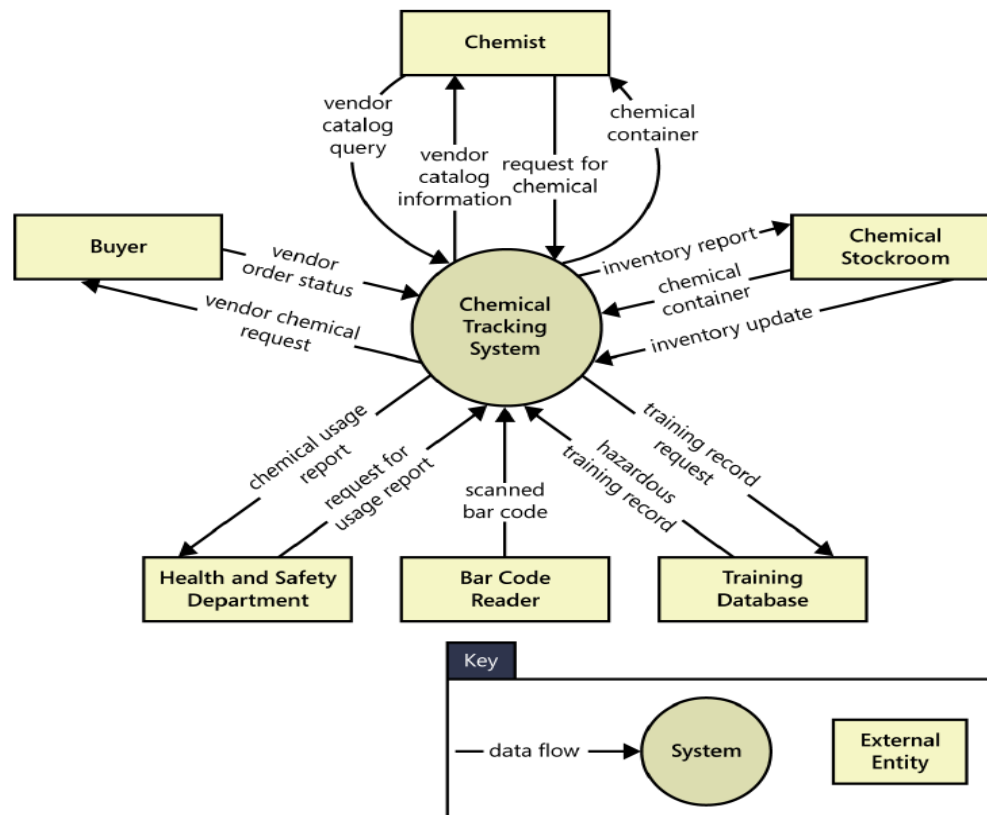 Chemist
vendor
catalog
query
vendor
catalog
information
request for
chemical
chemical
container
Buyer
vendor
order status
vendor chemical
request
Chemical
Tracking
System
inventory report
chemical
container
inventory update
Chemical
Stockroom
chemical usage
report
request for
usage report
scanned
bar code
hazardous
training record
training record
request
Health and Safety
Department
Bar Code
Reader
Training
Database
Key
data flow
System
External
Entity